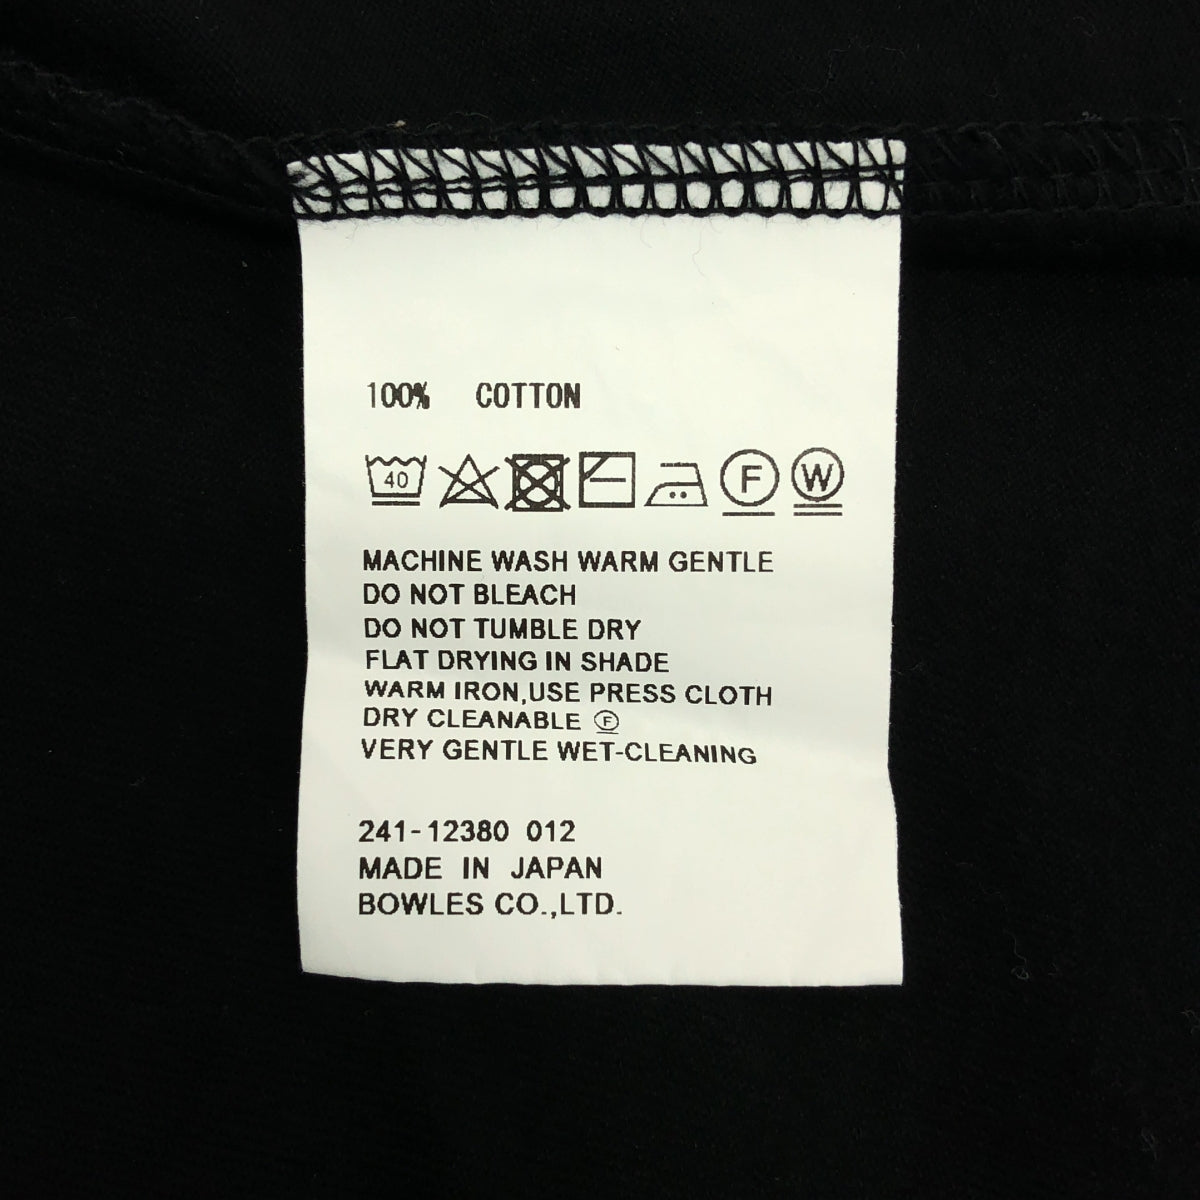 100% COTTON
40 F W
MACHINE WASH WARM GENTLE
DO NOT BLEACH
DO NOT TUMBLE DRY
FLAT DRYING IN SHADE
WARM IRON,USE PRESS CLOTH
DRY CLEANABLE Ⓕ
VERY GENTLE WET-CLEANING
241-12380 012
MADE IN JAPAN
BOWLES CO.,LTD.